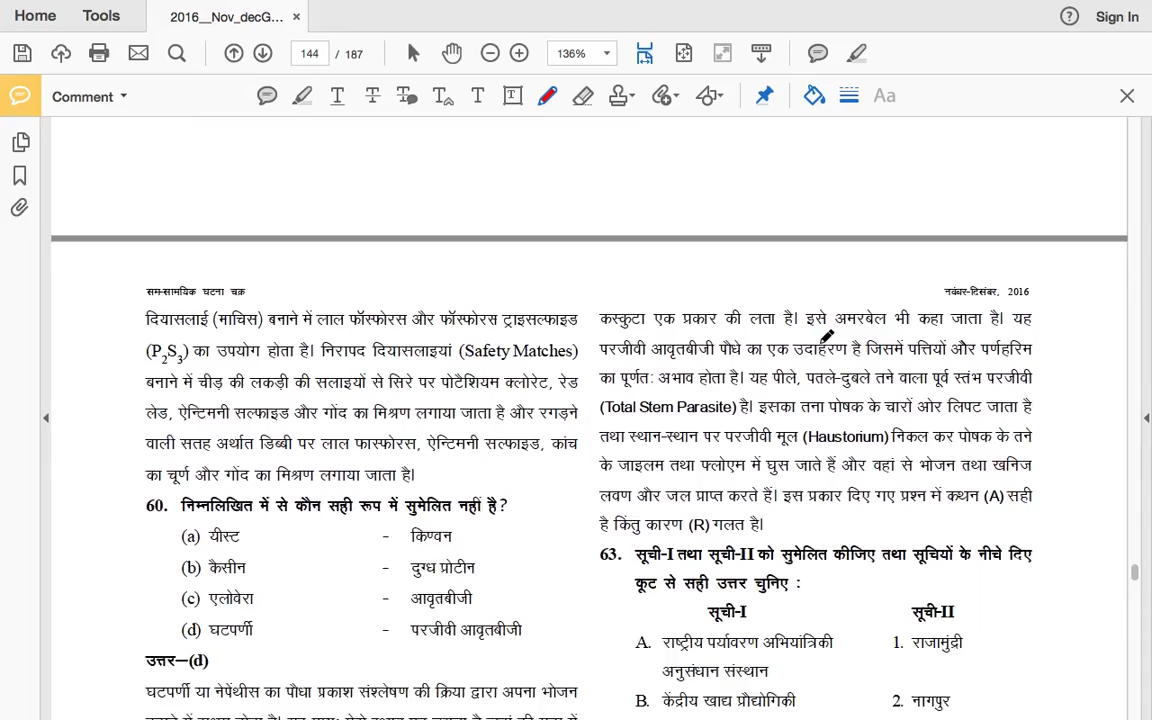 Home
Tools
2016__Nov_decG...
×
?
Sign In
144
/ 187
136%
Comment
T
T
T
T
T
T
Aa
सम-सामयिक घटना चक्र
नवंबर-दिसंबर, 2016
दियासलाई (माचिस) बनाने में लाल फॉस्फोरस और फॉस्फोरस ट्राइसल्फाइड
(P2S3) का उपयोग होता है। निरापद दियासलाइयां (Safety Matches)
बनाने में चीड़ की लकड़ी की सलाइयों से सिरे पर पोटैशियम क्लोरेट, रेड
लेड, ऐन्टिमनी सल्फाइड और गोंद का मिश्रण लगाया जाता है और रगड़ने
वाली सतह अर्थात डिब्बी पर लाल फास्फोरस, ऐन्टिमनी सल्फाइड, कांच
का चूर्ण और गोंद का मिश्रण लगाया जाता है।
60. निम्नलिखित में से कौन सही रूप में सुमेलित नहीं है?
(a) यीस्ट - किण्वन
(b) कैसीन - दुग्ध प्रोटीन
(c) एलोवेरा - आवृतबीजी
(d) घटपर्णी - परजीवी आवृतबीजी
उत्तर–(d)
घटपर्णी या नेपेंथीस का पौधा प्रकाश संश्लेषण की क्रिया द्वारा अपना भोजन
कस्कुटा एक प्रकार की लता है। इसे अमरबेल भी कहा जाता है। यह
परजीवी आवृतबीजी पौधे का एक उदाहरण है जिसमें पत्तियों और पर्णहरिम
का पूर्णतः अभाव होता है। यह पीले, पतले-दुबले तने वाला पूर्व स्तंभ परजीवी
(Total Stem Parasite) है। इसका तना पोषक के चारों ओर लिपट जाता है
तथा स्थान-स्थान पर परजीवी मूल (Haustorium) निकल कर पोषक के तने
के जाइलम तथा फ्लोएम में घुस जाते हैं और वहां से भोजन तथा खनिज
लवण और जल प्राप्त करते हैं। इस प्रकार दिए गए प्रश्न में कथन (A) सही
है किंतु कारण (R) गलत है।
63. सूची-I तथा सूची-II को सुमेलित कीजिए तथा सूचियों के नीचे दिए
कूट से सही उत्तर चुनिए :
सूची-I सूची-II
A. राष्ट्रीय पर्यावरण अभियांत्रिकी 1. राजामुंद्री
अनुसंधान संस्थान
B. केंद्रीय खाद्य प्रौद्योगिकी 2. नागपुर